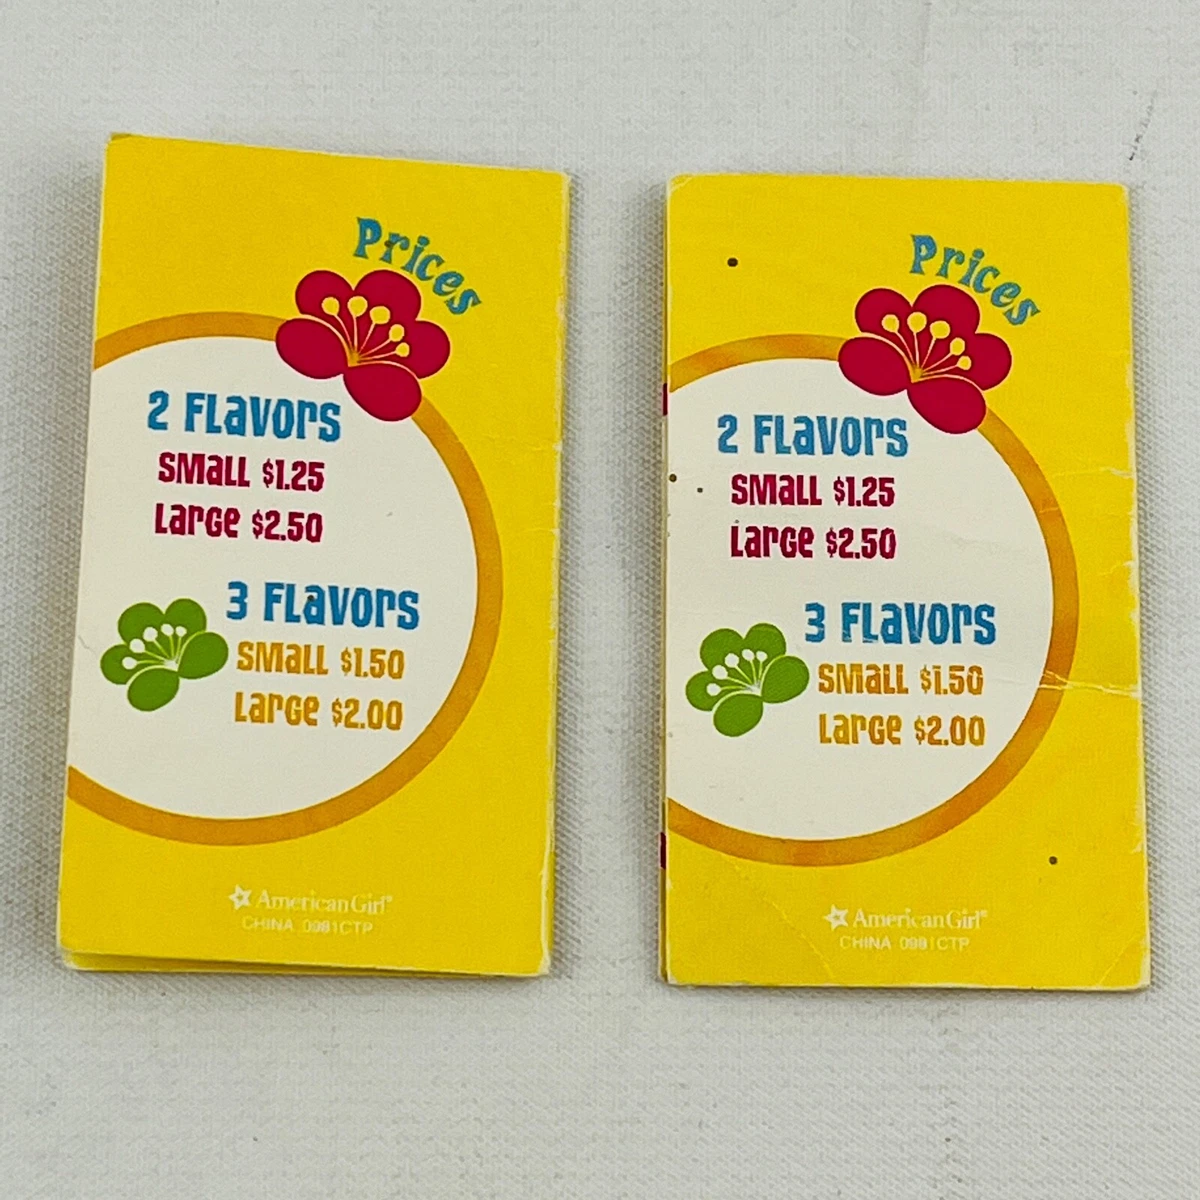 Prices
2 Flavors
Small $1.25
Large $2.50
3 Flavors
Small $1.50
Large $2.00
American Girl®
CHINA 0981CTP
Prices
2 Flavors
Small $1.25
Large $2.50
3 Flavors
Small $1.50
Large $2.00
American Girl®
CHINA 0981CTP